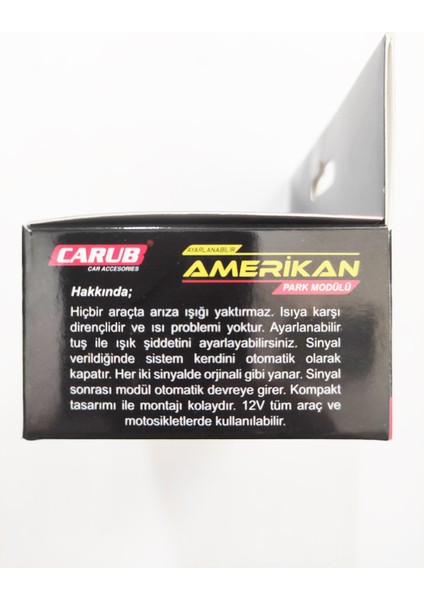 CARUB®
CAR ACCESORIES
AYARLANABİLİR
AMERİKAN
PARK MODÜLÜ
Hakkında;
Hiçbir araçta arıza ışığı yaktırmaz. Isıya karşı
dirençlidir ve ısı problemi yoktur. Ayarlanabilir
tuş ile ışık şiddetini ayarlayabilirsiniz. Sinyal
verildiğinde sistem kendini otomatik olarak
kapatır. Her iki sinyalde orjinali gibi yanar. Sinyal
sonrası modül otomatik devreye girer. Kompakt
tasarımı ile montajı kolaydır. 12V tüm araç ve
motosikletlerde kullanılabilir.